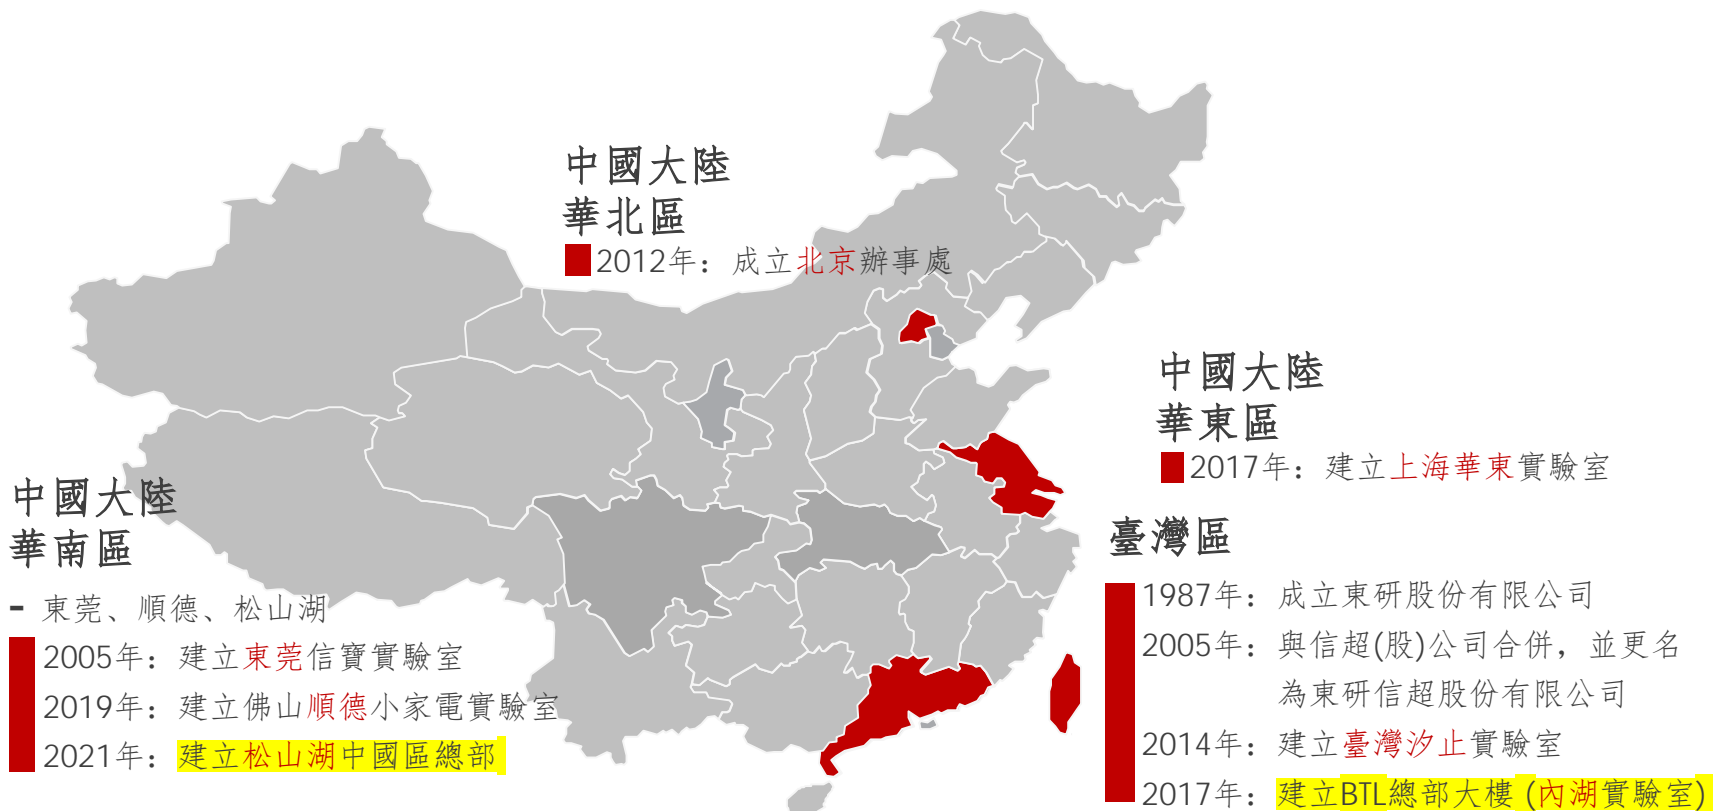 中國大陸
華北區
2012年：成立北京辦事處
中國大陸
華東區
2017年：建立上海華東實驗室
中國大陸
華南區
- 東莞、順德、松山湖
2005年：建立東莞信寶實驗室
2019年：建立佛山順德小家電實驗室
2021年：建立松山湖中國區總部
臺灣區
1987年：成立東研股份有限公司
2005年：與信超(股)公司合併，並更名
為東研信超股份有限公司
2014年：建立臺灣汐止實驗室
2017年：建立BTL總部大樓 (內湖實驗室)